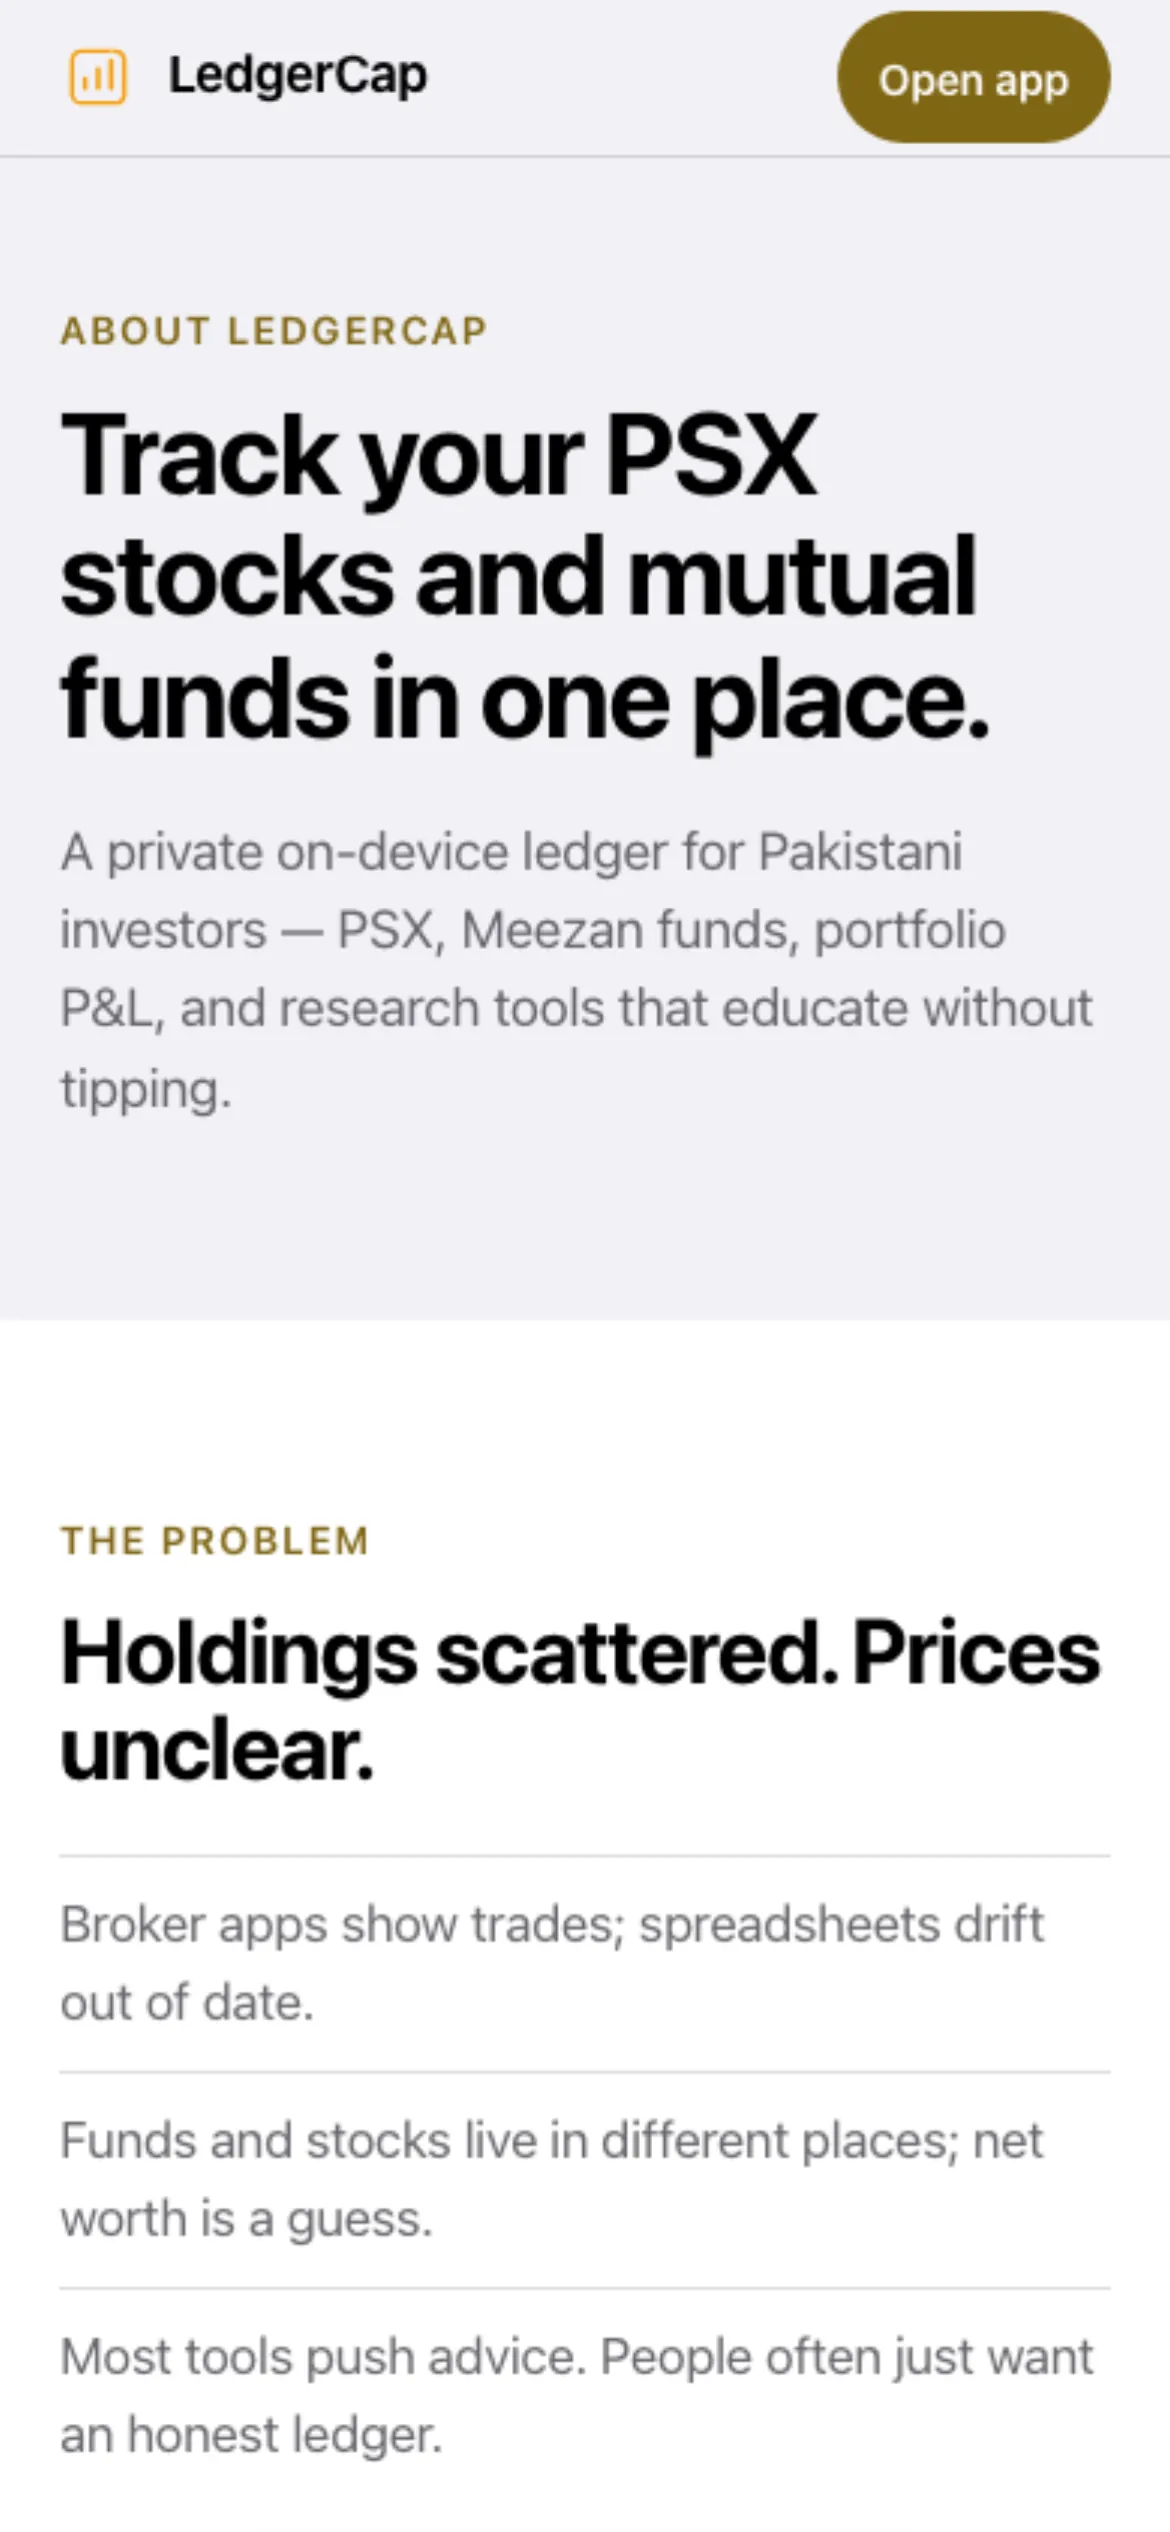 LedgerCap
Open app
ABOUT LEDGERCAP
Track your PSX
stocks and mutual
funds in one place.
A private on-device ledger for Pakistani
investors — PSX, Meezan funds, portfolio
P&L, and research tools that educate without
tipping.
THE PROBLEM
Holdings scattered. Prices
unclear.
Broker apps show trades; spreadsheets drift
out of date.
Funds and stocks live in different places; net
worth is a guess.
Most tools push advice. People often just want
an honest ledger.